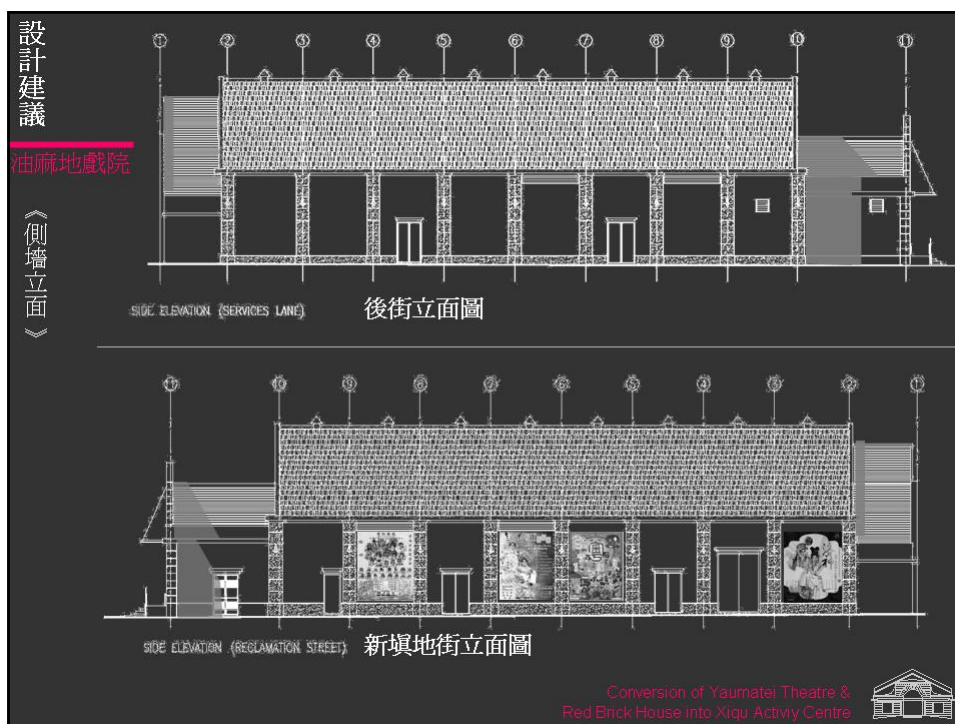 設計建議
油麻地戲院
《側墻立面》
① ② ③ ④ ⑤ ⑥ ⑦ ⑧ ⑨ ⑩ ⑪
SIDE ELEVATION (SERVICES LANE)
後街立面圖
⑪ ⑩ ⑨ ⑧ ⑦ ⑥ ⑤ ④ ③ ② ①
粵
SIDE ELEVATION (RECLAMATION STREET)
新填地街立面圖
Conversion of Yaumatei Theatre &
Red Brick House into Xiqu Activiy Centre